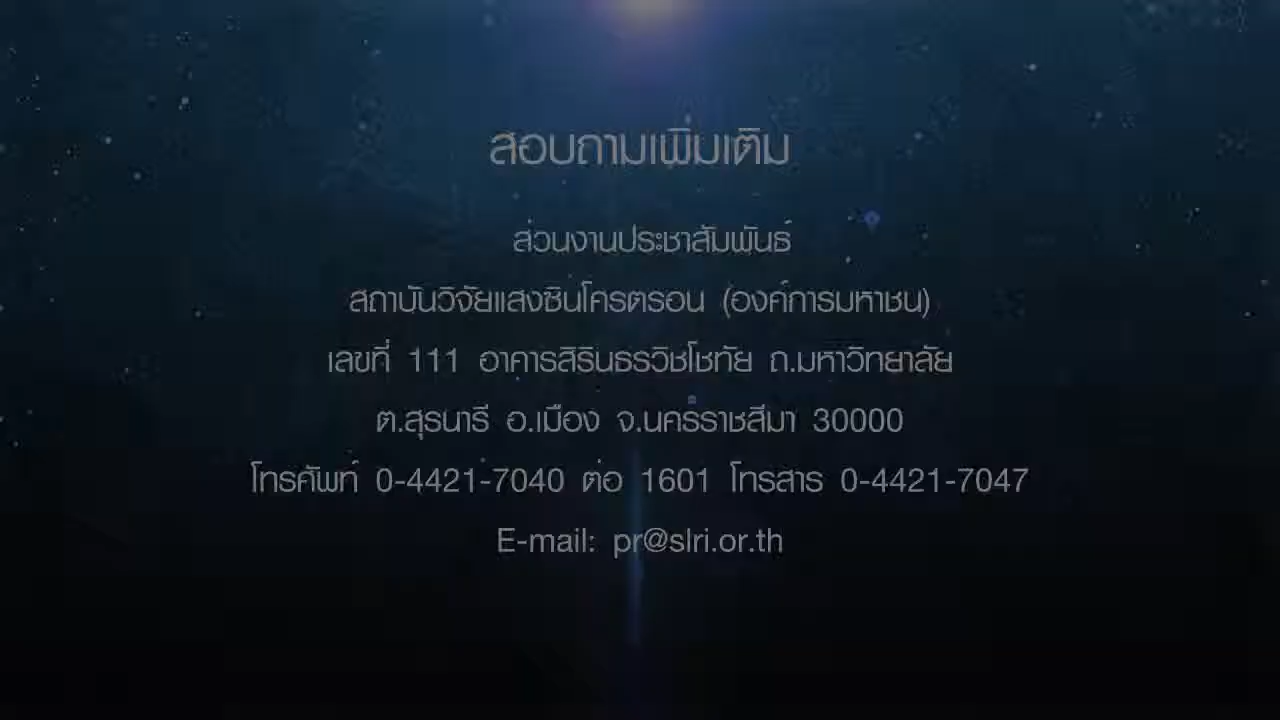 สอบถามเพิ่มเติม
ส่วนงานประชาสัมพันธ์
สถาบันวิจัยแสงซินโครตรอน (องค์การมหาชน)
เลขที่ 111 อาคารสิรินธรวิชโชทัย ถ.มหาวิทยาลัย
ต.สุรนารี อ.เมือง จ.นครราชสีมา 30000
โทรศัพท์ 0-4421-7040 ต่อ 1601 โทรสาร 0-4421-7047
E-mail: pr@slri.or.th